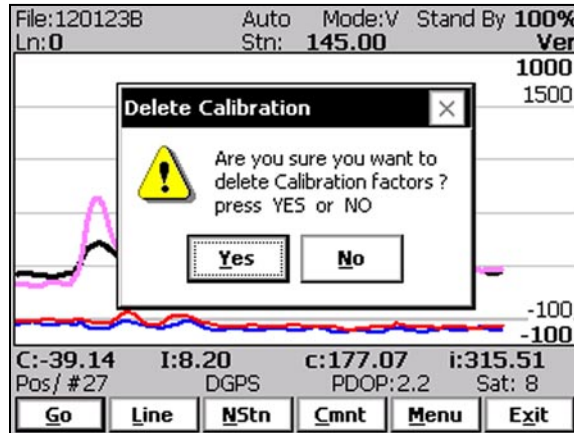 File:120123B Auto Mode:V Stand By 100%
Ln:0 Stn: 145.00 Ver
1000
1500
Delete Calibration
Are you sure you want to
delete Calibration factors ?
press YES or NO
Yes No
-100
-100
C:-39.14 I:8.20 c:177.07 i:315.51
Pos/ #27 DGPS PDOP:2.2 Sat: 8
Go Line NStn Cmnt Menu Exit